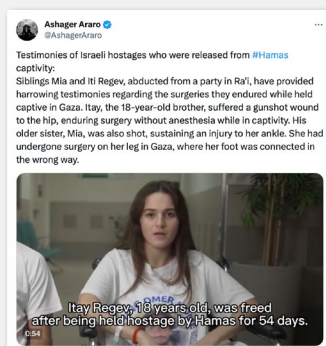 Ashager Araro
@AshagerAraro
Testimonies of Israeli hostages who were released from #Hamas
captivity:
Siblings Mia and Iti Regev, abducted from a party in Ra'i, have provided
harrowing testimonies regarding the surgeries they endured while held
captive in Gaza. Itay, the 18-year-old brother, suffered a gunshot wound
to the hip, enduring surgery without anesthesia while in captivity. His
older sister, Mia, was also shot, sustaining an injury to her ankle. She had
undergone surgery on her leg in Gaza, where her foot was connected in
the wrong way.
OMER
Itay Regev, 18 years old, was freed
after being held hostage by Hamas for 54 days.
0:54